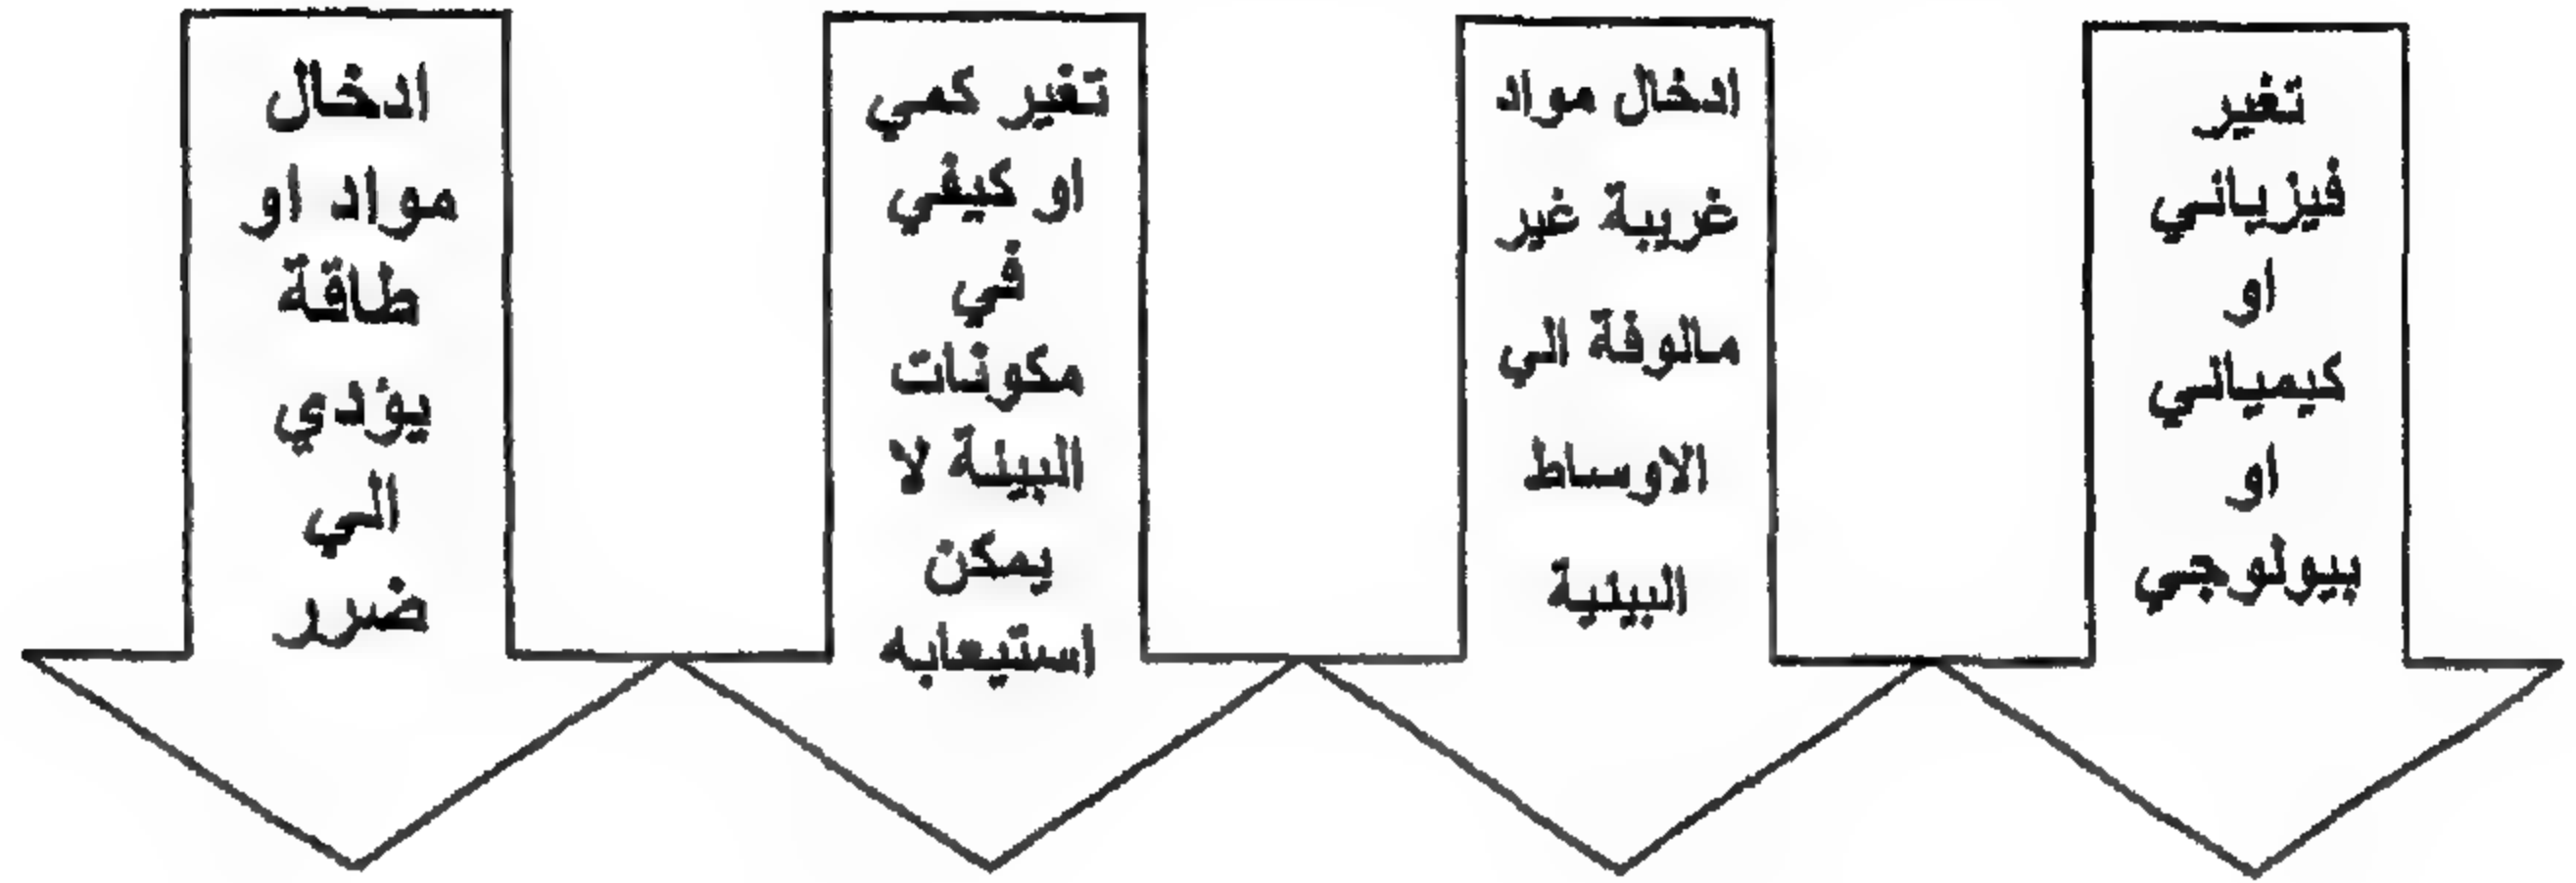 تغير
فيزيائي
او
كيميائي
او
بيولوجي
ادخال مواد
غريبة غير
مالوفة الي
الاوساط
البيئية
تغير كمي
او كيفي
في
مكونات
البيئة لا
يمكن
استيعابه
ادخال
مواد او
طاقة
يؤدي
الي
ضرر